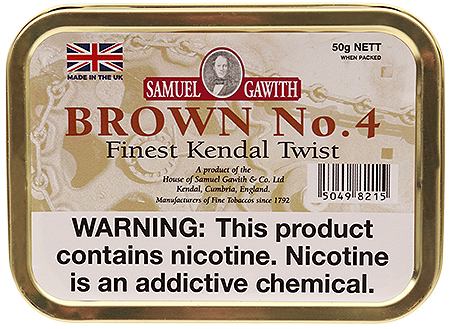 50g NETT
WHEN PACKED
MADE IN THE UK
SAMUEL GAWITH
BROWN No.4
Finest Kendal Twist
A product of the
House of Samuel Gawith & Co. Ltd
Kendal, Cumbria, England.
Manufacturers of Fine Tobaccos since 1792
5049 8215
WARNING: This product
contains nicotine. Nicotine
is an addictive chemical.